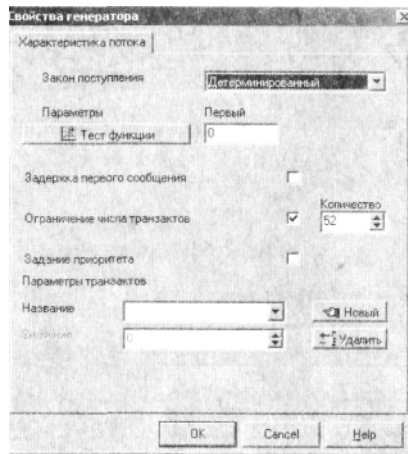 Свойства генератора
Характеристика потока
Закон поступления
Детерминированный
Параметры
Первый
Тест функции
0
Задержка первого сообщения
Количество
Ограничение числа транзактов
52
Задание приоритета
Параметры транзактов
Название
Новый
Значение
0
Удалить
OK
Cancel
Help